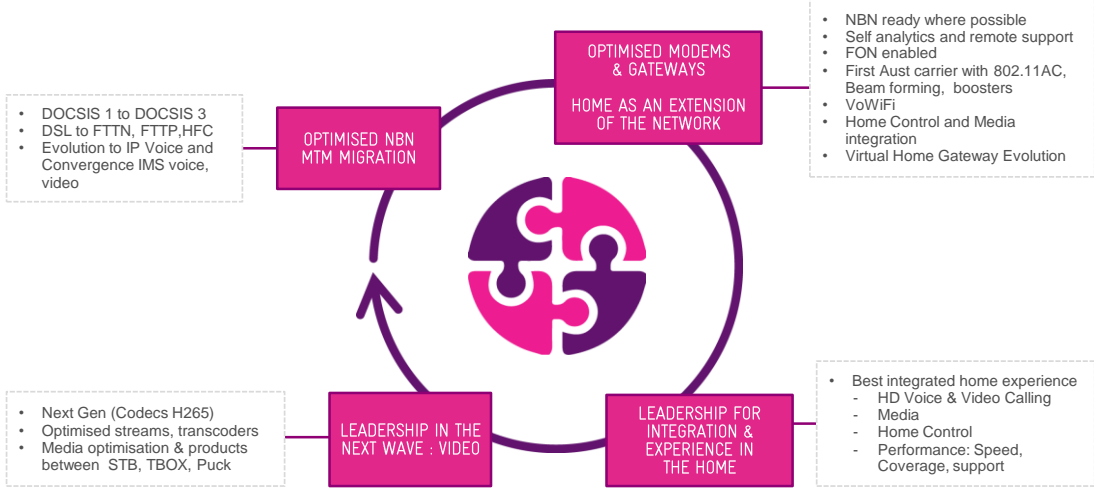 OPTIMISED MODEMS
& GATEWAYS
HOME AS AN EXTENSION
OF THE NETWORK
• NBN ready where possible
• Self analytics and remote support
• FON enabled
• First Aust carrier with 802.11AC,
Beam forming, boosters
• VoWiFi
• Home Control and Media
integration
• Virtual Home Gateway Evolution
• DOCSIS 1 to DOCSIS 3
• DSL to FTTN, FTTP,HFC
• Evolution to IP Voice and
Convergence IMS voice,
video
OPTIMISED NBN
MTM MIGRATION
• Next Gen (Codecs H265)
• Optimised streams, transcoders
• Media optimisation & products
between STB, TBOX, Puck
LEADERSHIP IN THE
NEXT WAVE : VIDEO
LEADERSHIP FOR
INTEGRATION &
EXPERIENCE IN
THE HOME
• Best integrated home experience
- HD Voice & Video Calling
- Media
- Home Control
- Performance: Speed,
Coverage, support